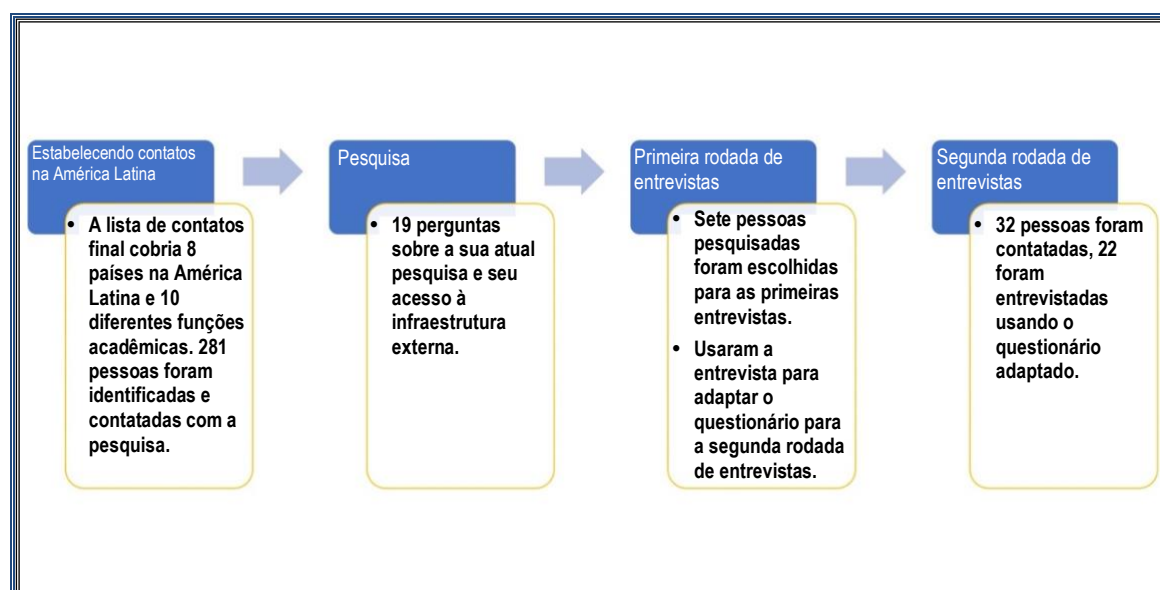 Estabelecendo contatos
na América Latina
• A lista de contatos
final cobria 8
países na América
Latina e 10
diferentes funções
acadêmicas. 281
pessoas foram
identificadas e
contatadas com a
pesquisa.
Pesquisa
• 19 perguntas
sobre a sua atual
pesquisa e seu
acesso à
infraestrutura
externa.
Primeira rodada de
entrevistas
• Sete pessoas
pesquisadas
foram escolhidas
para as primeiras
entrevistas.
• Usaram a
entrevista para
adaptar o
questionário para
a segunda rodada
de entrevistas.
Segunda rodada de
entrevistas
• 32 pessoas foram
contatadas, 22
foram
entrevistadas
usando o
questionário
adaptado.